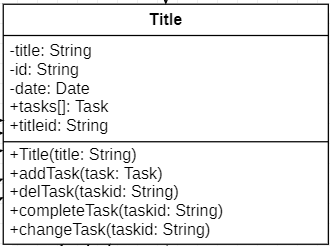 Title
-title: String
-id: String
-date: Date
+tasks[]: Task
+titleid: String
+Title(title: String)
+addTask(task: Task)
+delTask(taskid: String)
+completeTask(taskid: String)
+changeTask(taskid: String)